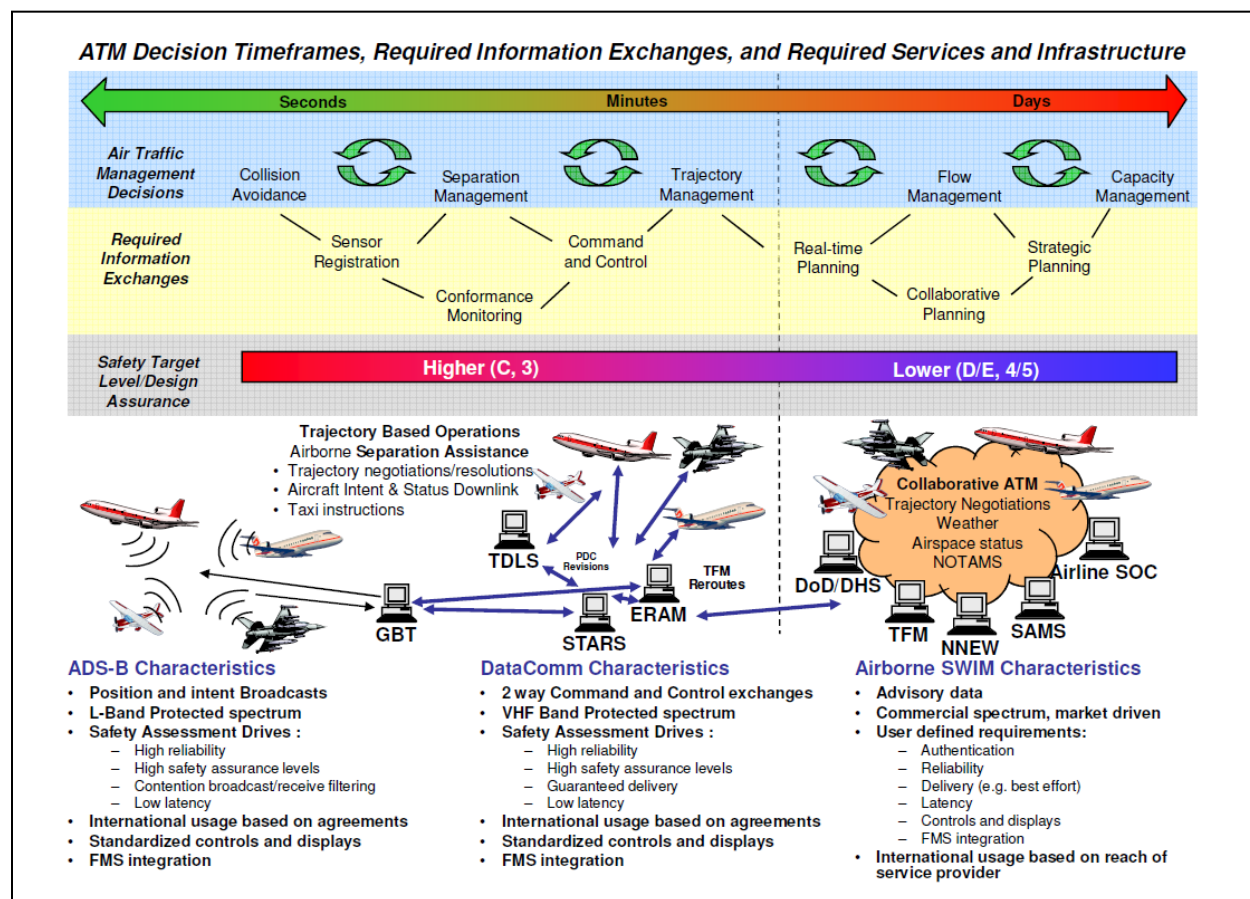 ATM Decision Timeframes, Required Information Exchanges, and Required Services and Infrastructure
Seconds
Minutes
Days
Air Traffic
Management
Decisions
Collision
Avoidance
Separation
Management
Trajectory
Management
Flow
Management
Capacity
Management
Required
Information
Exchanges
Sensor
Registration
Conformance
Monitoring
Command
and Control
Real-time
Planning
Collaborative
Planning
Strategic
Planning
Safety Target
Level/Design
Assurance
Higher (C, 3)
Lower (D/E, 4/5)
Trajectory Based Operations
Airborne Separation Assistance
• Trajectory negotiations/resolutions
• Aircraft Intent & Status Downlink
• Taxi instructions
TDLS
PDC
Revisions
TFM
Reroutes
GBT
STARS
ERAM
Collaborative ATM
Trajectory Negotiations
Weather
Airspace status
NOTAMS
DoD/DHS
TFM
NNEW
SAMS
Airline SOC
ADS-B Characteristics
• Position and intent Broadcasts
• L-Band Protected spectrum
• Safety Assessment Drives :
– High reliability
– High safety assurance levels
– Contention broadcast/receive filtering
– Low latency
• International usage based on agreements
• Standardized controls and displays
• FMS integration
DataComm Characteristics
• 2 way Command and Control exchanges
• VHF Band Protected spectrum
• Safety Assessment Drives :
– High reliability
– High safety assurance levels
– Guaranteed delivery
– Low latency
• International usage based on agreements
• Standardized controls and displays
• FMS integration
Airborne SWIM Characteristics
• Advisory data
• Commercial spectrum, market driven
• User defined requirements:
– Authentication
– Reliability
– Delivery (e.g. best effort)
– Latency
– Controls and displays
– FMS integration
• International usage based on reach of
service provider